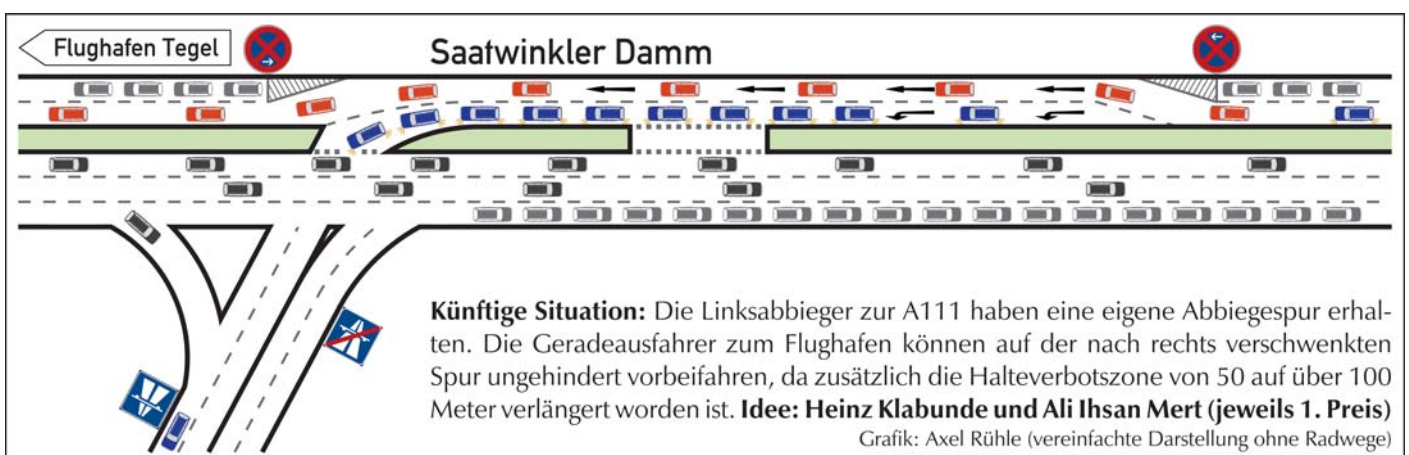 Flughafen Tegel
Saatwinkler Damm
Künftige Situation: Die Linksabbieger zur A111 haben eine eigene Abbiegespur erhal-
ten. Die Geradeausfahrer zum Flughafen können auf der nach rechts verschwenkten
Spur ungehindert vorbeifahren, da zusätzlich die Halteverbotszone von 50 auf über 100
Meter verlängert worden ist. Idee: Heinz Klabunde und Ali Ihsan Mert (jeweils 1. Preis)
Grafik: Axel Rühle (vereinfachte Darstellung ohne Radwege)